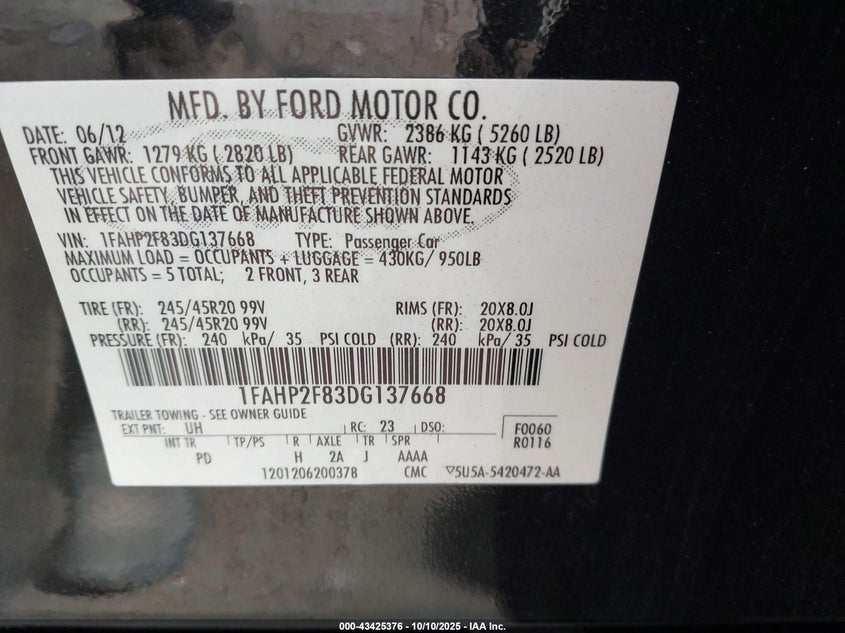 MFD. BY FORD MOTOR CO.
DATE: 06/12 GVWR: 2386 KG ( 5260 LB)
FRONT GAWR: 1279 KG ( 2820 LB) REAR GAWR: 1143 KG ( 2520 LB)
THIS VEHICLE CONFORMS TO ALL APPLICABLE FEDERAL MOTOR
VEHICLE SAFETY, BUMPER, AND THEFT PREVENTION STANDARDS
IN EFFECT ON THE DATE OF MANUFACTURE SHOWN ABOVE.
VIN: 1FAHP2F83DG137668 TYPE: Passenger Car
MAXIMUM LOAD = OCCUPANTS + LUGGAGE = 430KG/ 950LB
OCCUPANTS = 5 TOTAL; 2 FRONT, 3 REAR
TIRE (FR): 245/45R20 99V RIMS (FR): 20X8.0J
(RR): 245/45R20 99V (RR): 20X8.0J
PRESSURE (FR): 240 kPa/ 35 PSI COLD (RR): 240 kPa/ 35 PSI COLD
1FAHP2F83DG137668
TRAILER TOWING - SEE OWNER GUIDE
EXT PNT: UH RC: 23 DSO: F0060
INT TR TP/PS R AXLE TR SPR R0116
PD H 2A J AAAA
1201206200378 CMC ▽5U5A-5420472-AA
000-43425376 - 10/10/2025 - IAA Inc.